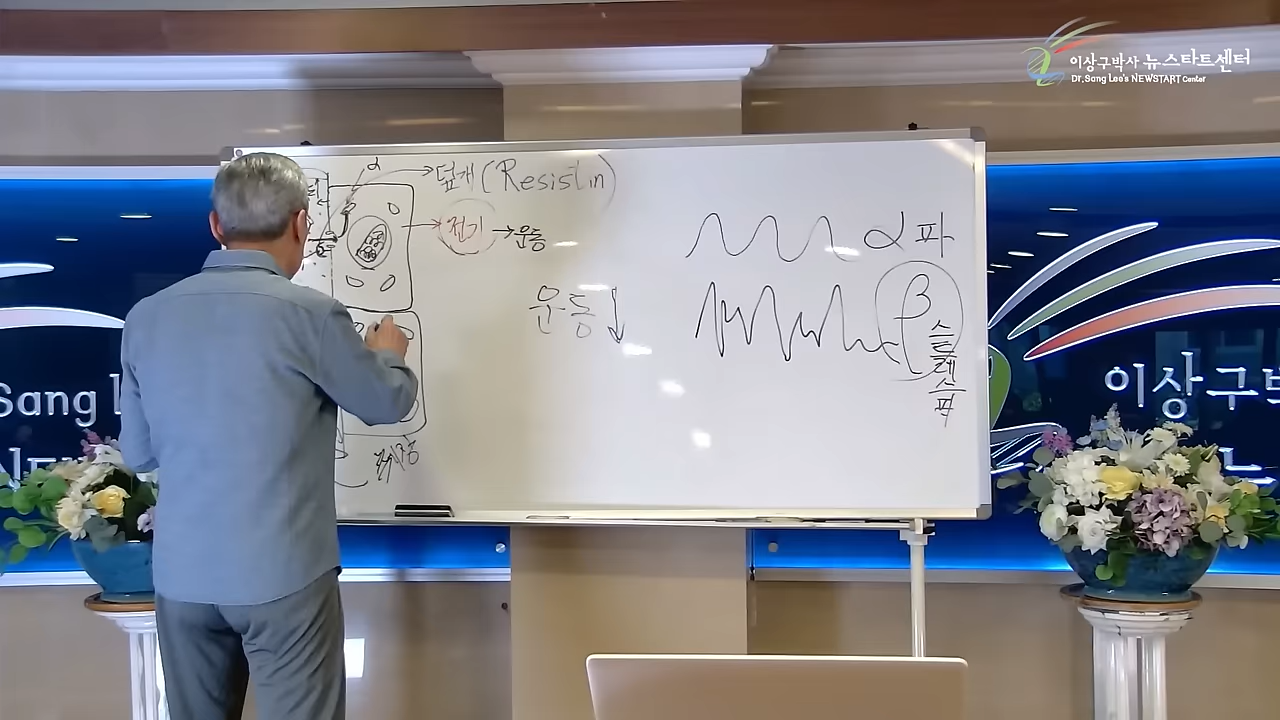 이상구박사 뉴스타트센터
Dr.Sang Lee's NEWSTART Center
α → 덮개 (Resistin)
→ 전기 → 운동
운동 ↓
α 파
β
스트레스파
Sang L
이상구박